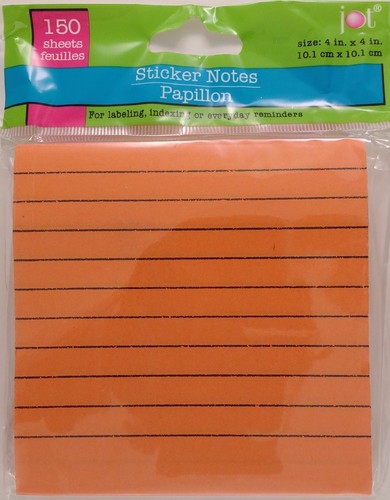 150
sheets
feuilles
jot®
size: 4 in. x 4 in.
10.1 cm x 10.1 cm
Sticker Notes
Papillon
For labeling, indexing or everyday reminders